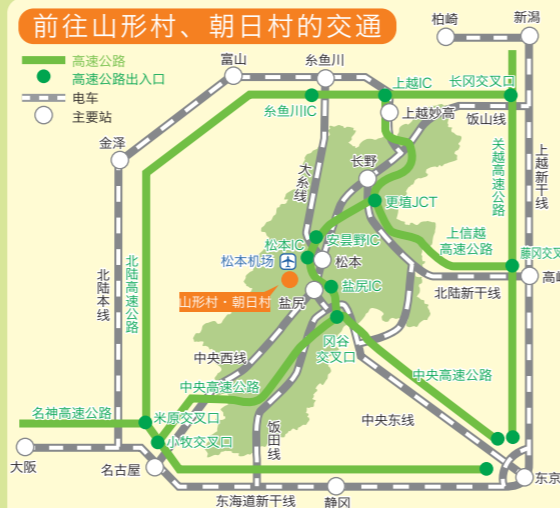 前往山形村、朝日村的交通
高速公路
高速公路出入口
电车
主要站
柏崎
新潟
富山
糸鱼川
上越IC
长冈交叉口
糸鱼川IC
上越妙高
饭山线
金泽
长野
大糸线
关越高速公路
上越新干线
更埴JCT
上信越
高速公路
安昙野IC
松本IC
藤冈交叉
松本机场
松本
高崎
北陆本线
北陆高速公路
北陆新干线
盐尻IC
山形村・朝日村
盐尻
冈谷
交叉口
中央西线
中央高速公路
中央高速公路
名神高速公路
米原交叉口
中央东线
小牧交叉口
饭田线
大阪
名古屋
东京
东海道新干线
静冈